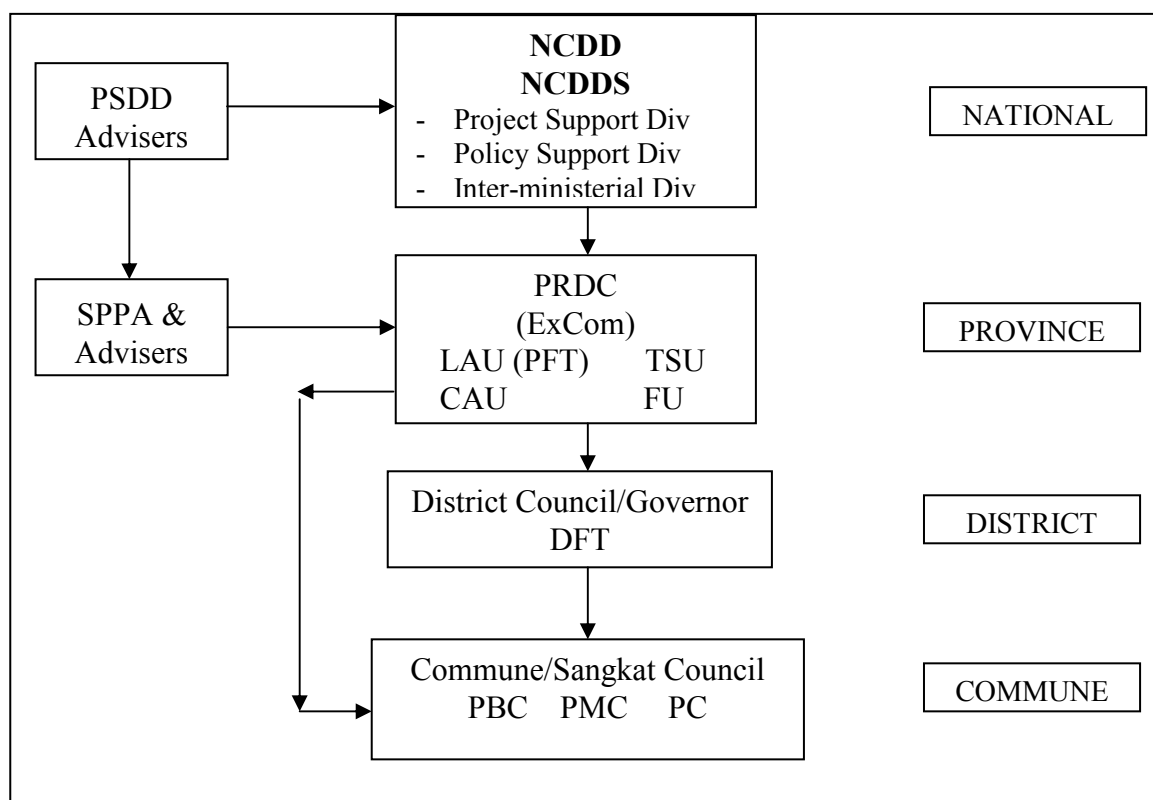 NCDD
NCDDS
- Project Support Div
- Policy Support Div
- Inter-ministerial Div
PSDD
Advisers
NATIONAL
PRDC
(ExCom)
LAU (PFT) TSU
CAU FU
SPPA &
Advisers
PROVINCE
District Council/Governor
DFT
DISTRICT
Commune/Sangkat Council
PBC PMC PC
COMMUNE